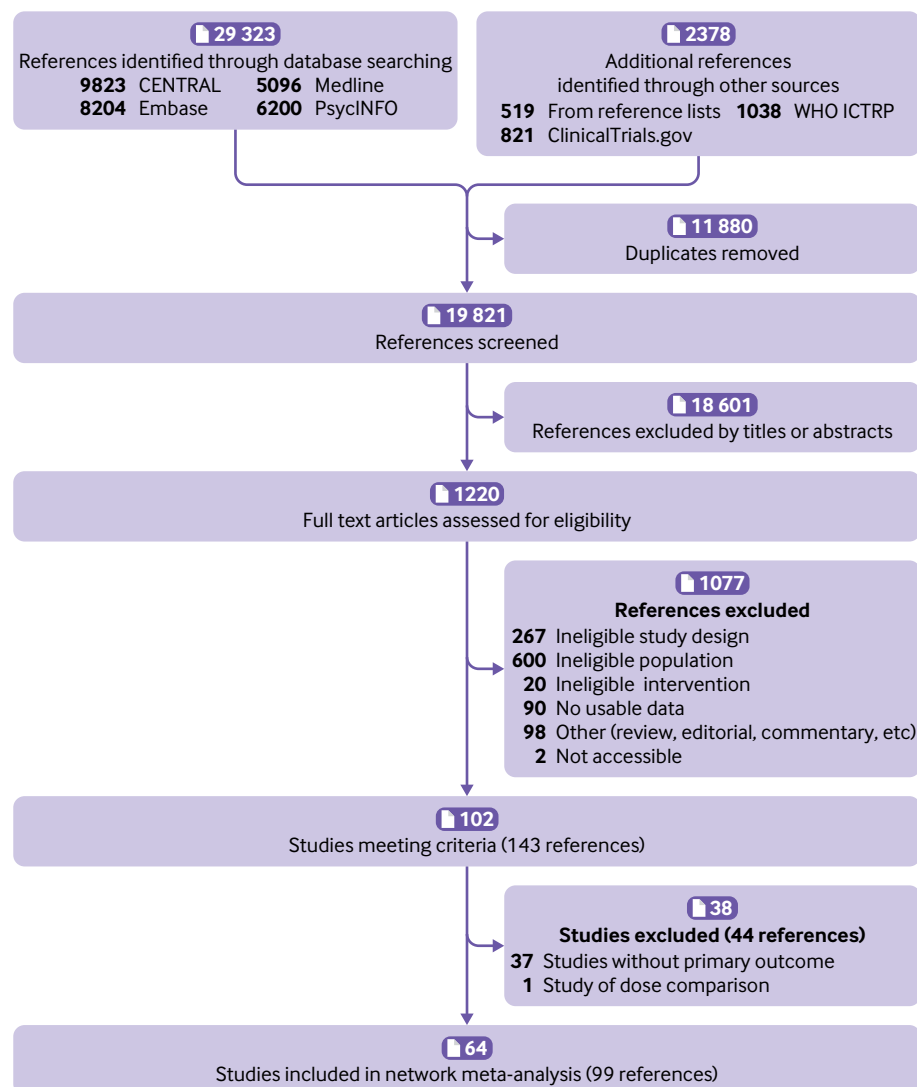 29 323
References identified through database searching
9823 CENTRAL 5096 Medline
8204 Embase 6200 PsycINFO
2378
Additional references
identified through other sources
519 From reference lists 1038 WHO ICTRP
821 ClinicalTrials.gov
11 880
Duplicates removed
19 821
References screened
18 601
References excluded by titles or abstracts
1220
Full text articles assessed for eligibility
1077
References excluded
267 Ineligible study design
600 Ineligible population
20 Ineligible intervention
90 No usable data
98 Other (review, editorial, commentary, etc)
2 Not accessible
102
Studies meeting criteria (143 references)
38
Studies excluded (44 references)
37 Studies without primary outcome
1 Study of dose comparison
64
Studies included in network meta-analysis (99 references)